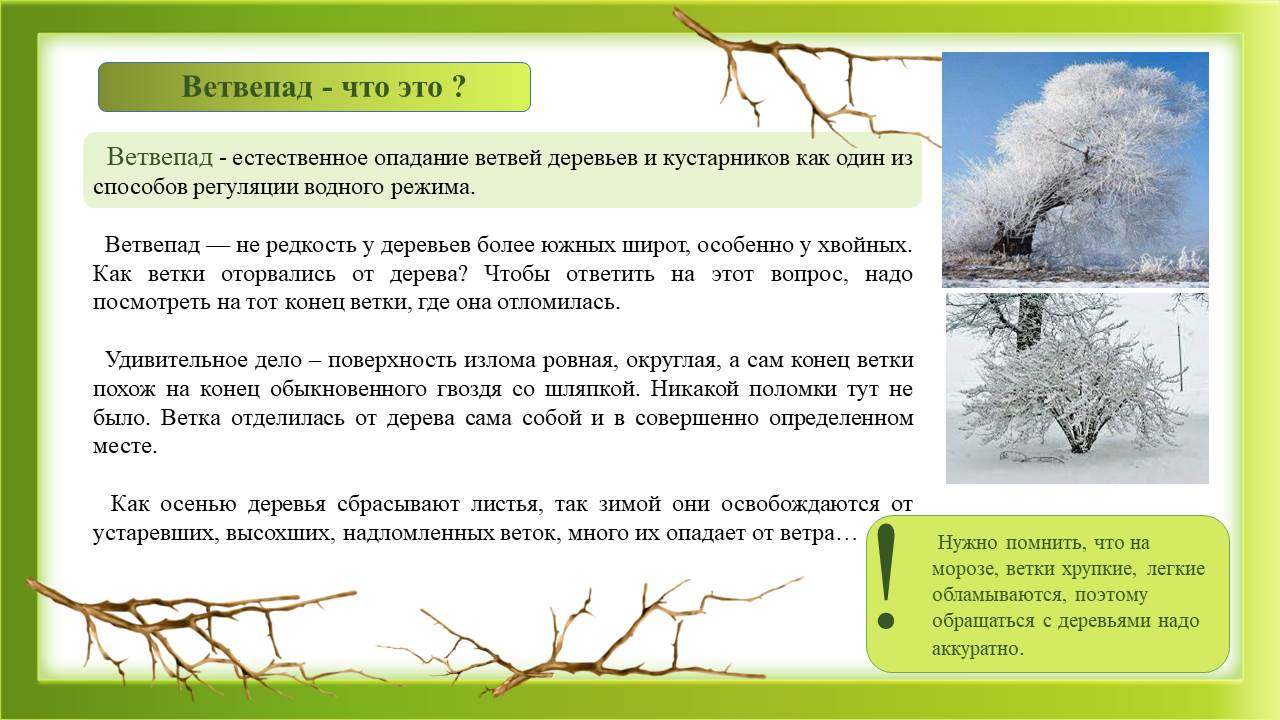 Ветвепад - что это ?
Ветвепад - естественное опадание ветвей деревьев и кустарников как один из
способов регуляции водного режима.
Ветвепад — не редкость у деревьев более южных широт, особенно у хвойных.
Как ветки оторвались от дерева? Чтобы ответить на этот вопрос, надо
посмотреть на тот конец ветки, где она отломилась.
Удивительное дело – поверхность излома ровная, округлая, а сам конец ветки
похож на конец обыкновенного гвоздя со шляпкой. Никакой поломки тут не
было. Ветка отделилась от дерева сама собой и в совершенно определенном
месте.
Как осенью деревья сбрасывают листья, так зимой они освобождаются от
устаревших, высохших, надломленных веток, много их опадает от ветра…
!
Нужно помнить, что на
морозе, ветки хрупкие, легкие
обламываются, поэтому
обращаться с деревьями надо
аккуратно.